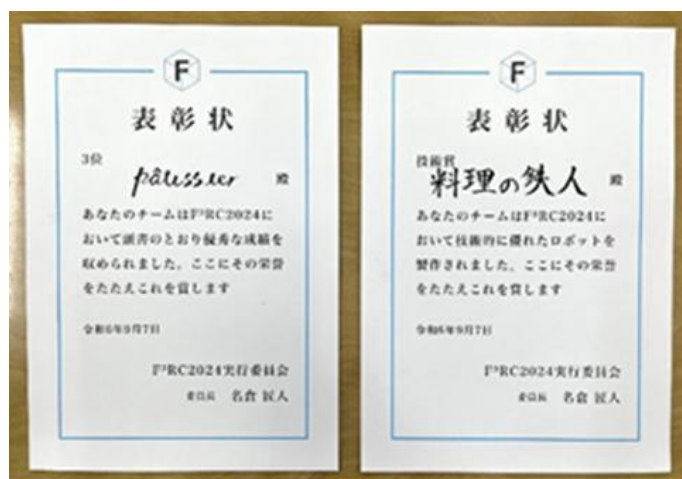 F
表彰状
3位
pâtissier 殿
あなたのチームはF³RC2024に
おいて頭書のとおり優秀な成績を
収められました。ここにその栄誉
をたたえこれを賞します
令和6年9月7日
F³RC2024実行委員会
委員長 名倉 匠人
F
表彰状
技術賞
料理の鉄人 殿
あなたのチームはF³RC2024に
おいて技術的に優れたロボットを
製作されました。ここにその栄誉
をたたえこれを賞します
令和6年9月7日
F³RC2024実行委員会
委員長 名倉 匠人